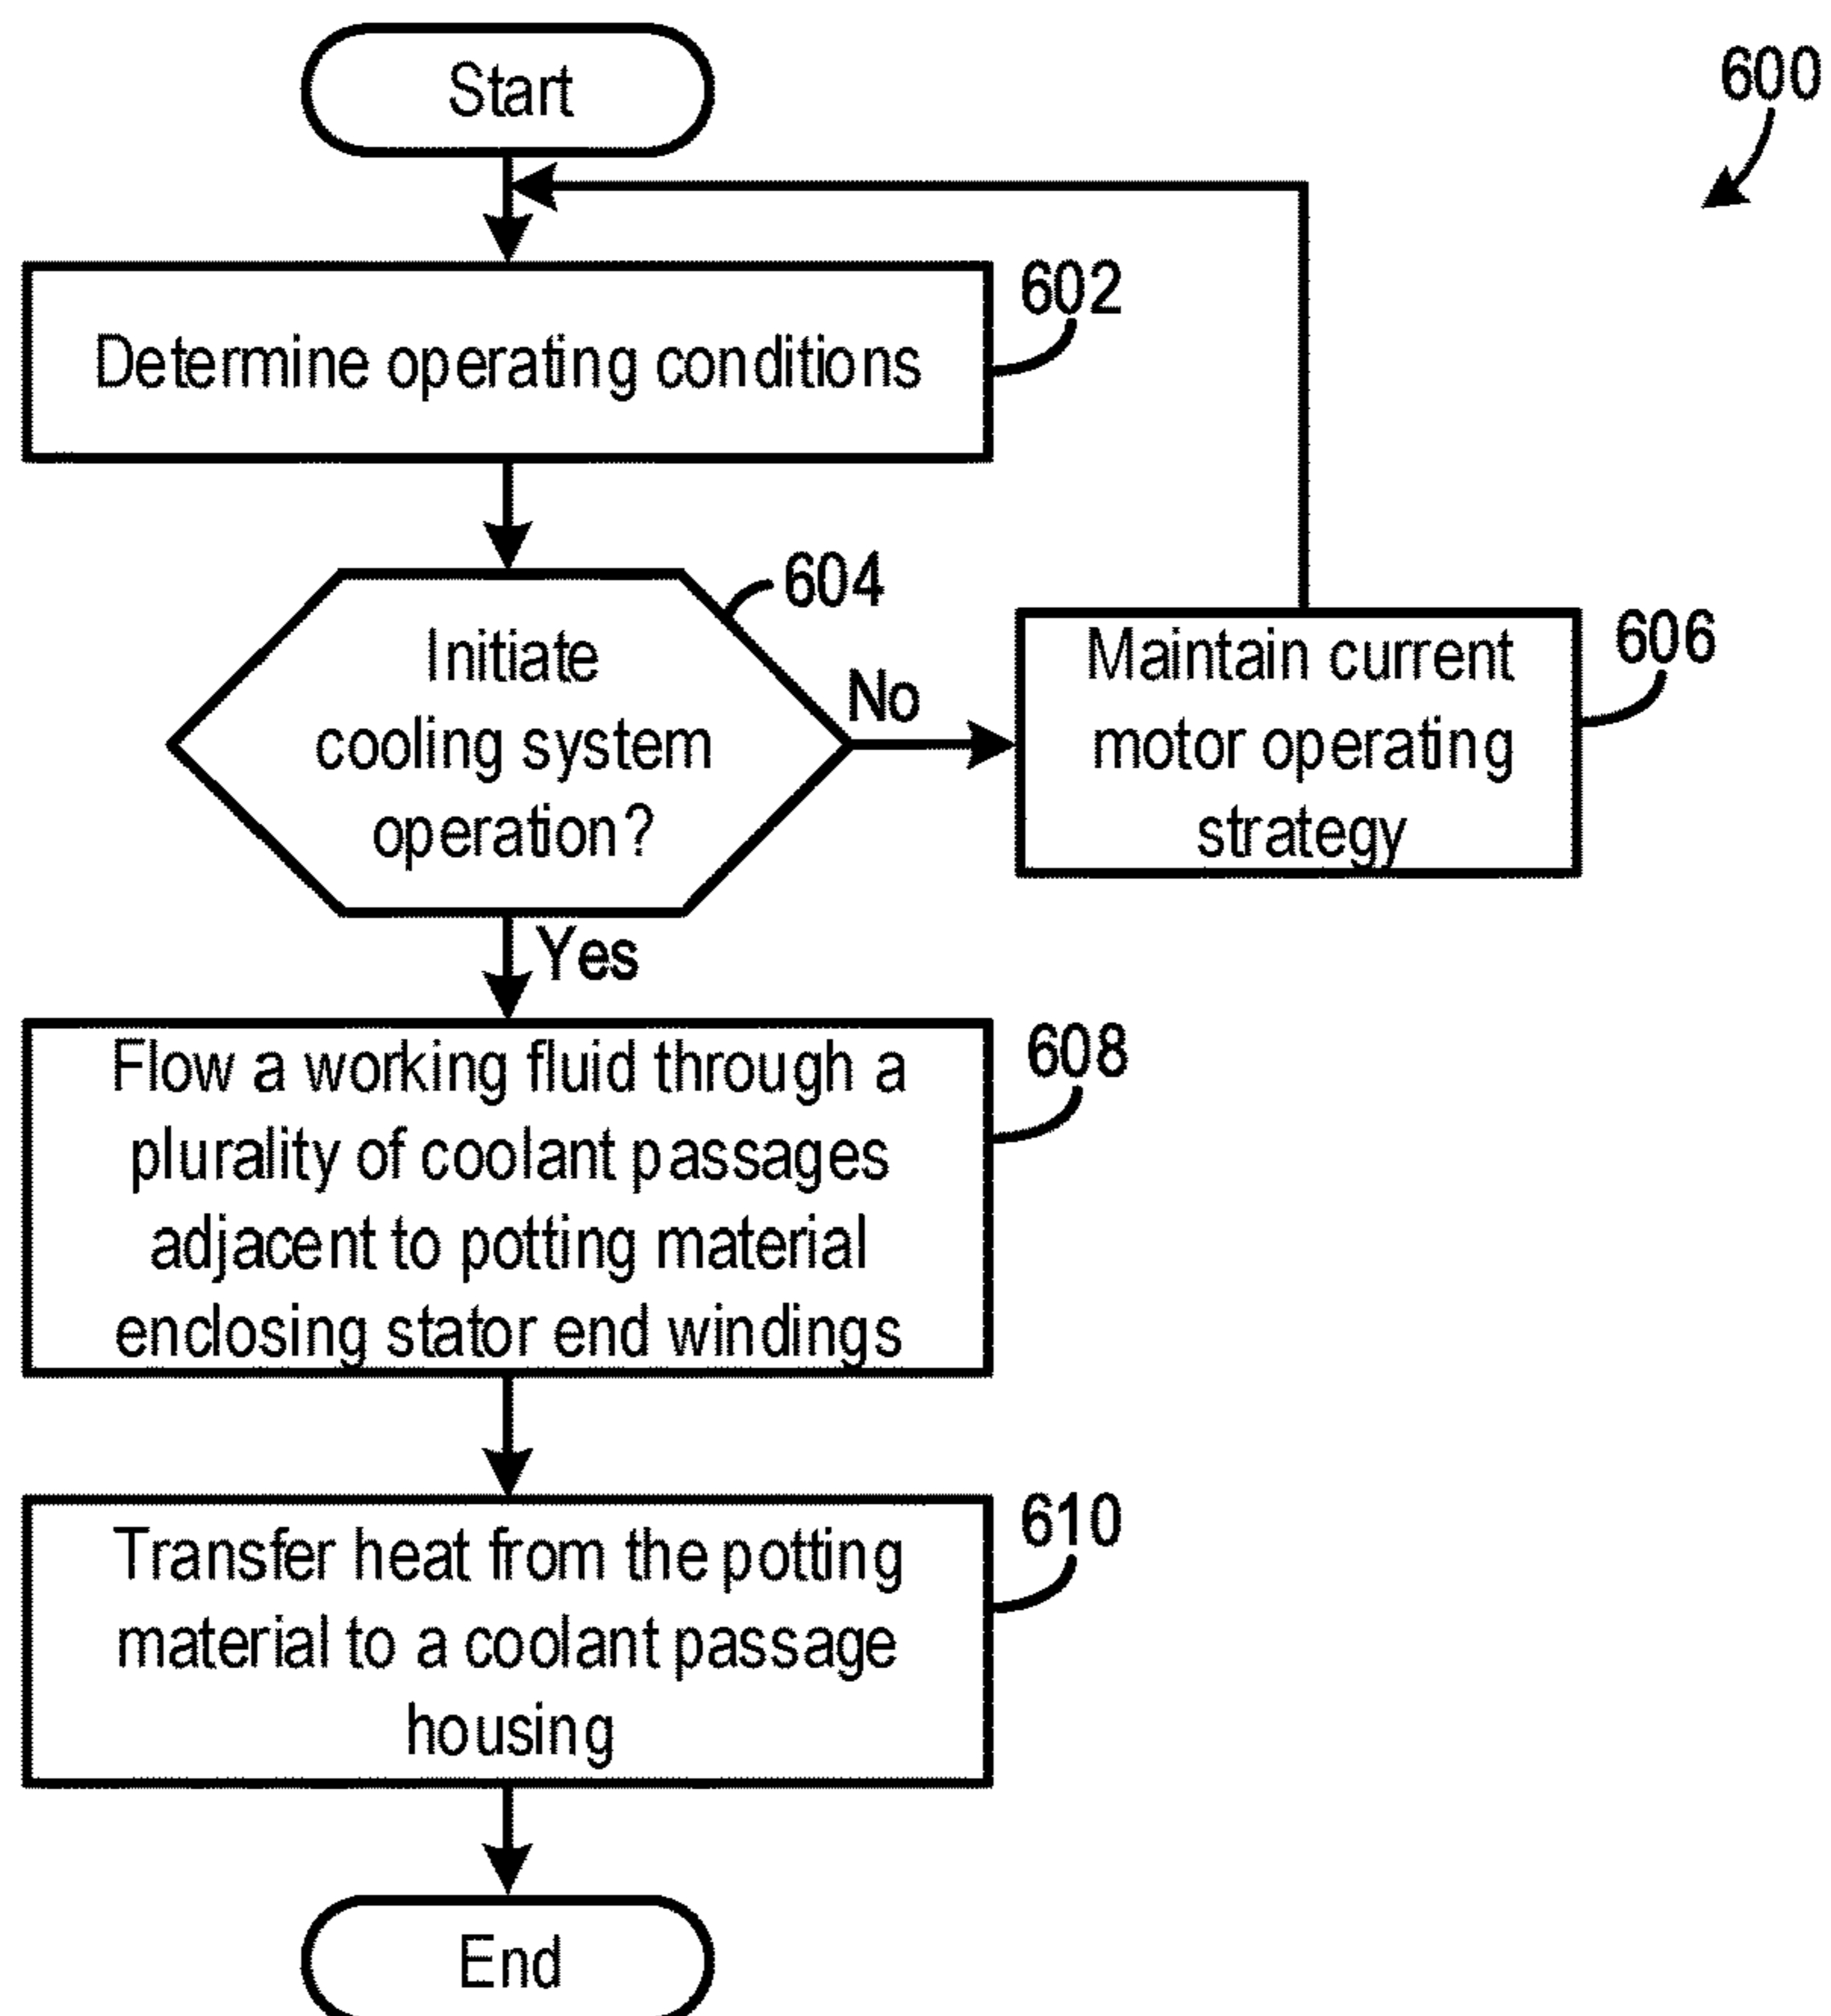 Start
600
Determine operating conditions
602
Initiate
cooling system
operation?
604
No
Maintain current
motor operating
strategy
606
Yes
Flow a working fluid through a
plurality of coolant passages
adjacent to potting material
enclosing stator end windings
608
Transfer heat from the potting
material to a coolant passage
housing
610
End